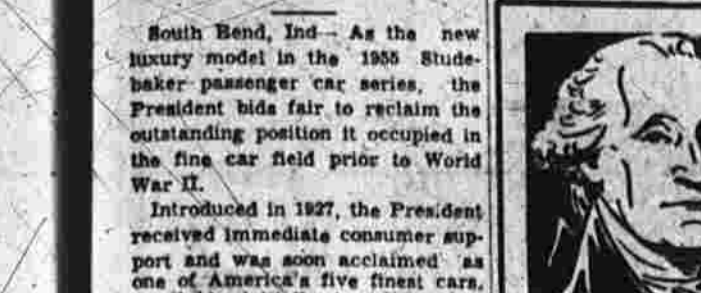 South Bend, Ind — As the new
luxury model in the 1955 Stude-
baker passenger car series, the
President bids fair to reclaim the
outstanding position it occupied in
the fine car field prior to World
War II.
Introduced in 1927, the President
received immediate consumer sup-
port and was soon acclaimed as
one of America's five finest cars.